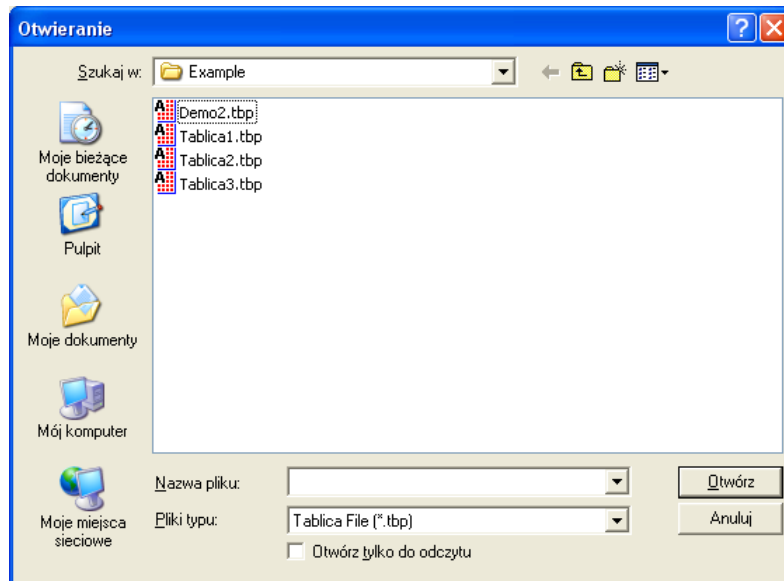 Otwieranie
Szukaj w: Example
Demo2.tbp
Tablica1.tbp
Tablica2.tbp
Tablica3.tbp
Moje bieżące
dokumenty
Pulpit
Moje dokumenty
Mój komputer
Moje miejsca
sieciowe
Nazwa pliku: Otwórz
Pliki typu: Tablica File (*.tbp) Anuluj
Otwórz tylko do odczytu